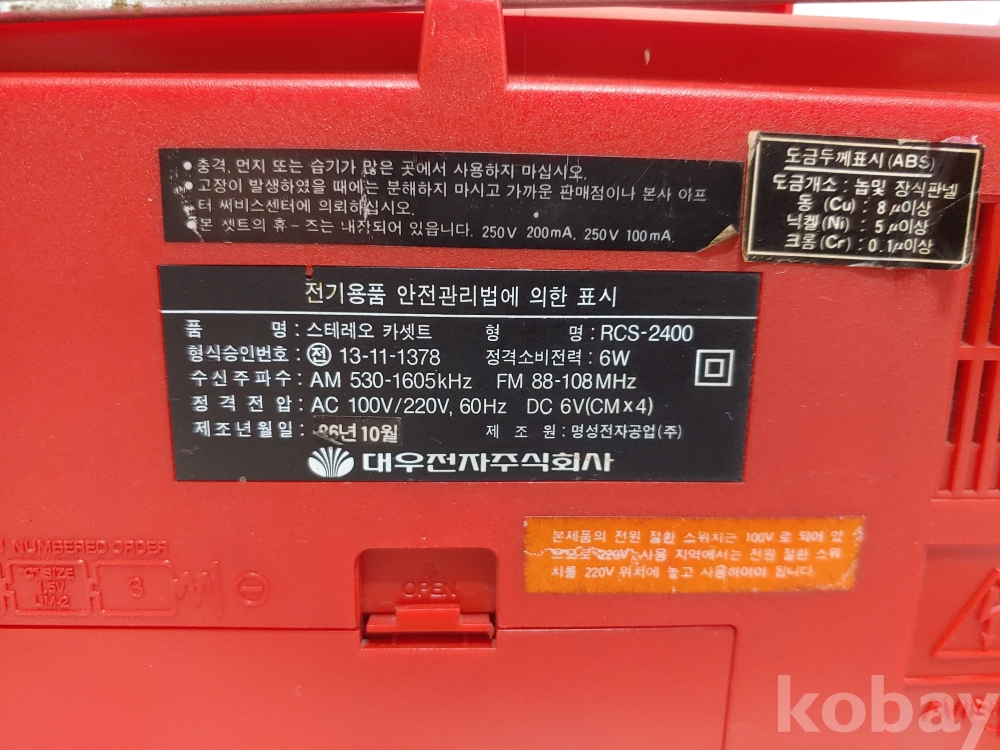 • 충격. 먼지 또는 습기가 많은 곳에서 사용하지 마십시오.
• 고장이 발생하였을 때에는 분해하지 마시고 가까운 판매점이나 본사 아프
터 써비스센터에 의뢰하십시오.
• 본 셋트의 휴-즈는 내장되어 있습니다. 250V 200mA, 250V 100mA.
도금두께표시(ABS)
도금개소 : 놉및 장식판넬
동 (Cu) : 8μ이상
닉켈(Ni) : 5μ이상
크롬(Cr) : 0.1μ이상
전기용품 안전관리법에 의한 표시
품 명 : 스테레오 카셋트 형 명 : RCS-2400
형식승인번호 : 전 13-11-1378 정격소비전력 : 6W
수신주파수 : AM 530-1605kHz FM 88-108MHz
정격전압 : AC 100V/220V, 60Hz DC 6V(CM×4)
제조년월일 : 86년 10월 제조원 : 명성전자공업(주)
대우전자주식회사
본제품의 전원 절환 스위치는 100V로 되어 있
으므로 220V 사용 지역에서는 전원 절환 스위
치를 220V 위치에 놓고 사용하여야 됩니다.
NUMBERED ORDER
"C" SIZE
1.5V
UM-2
3
OPEN
kobay